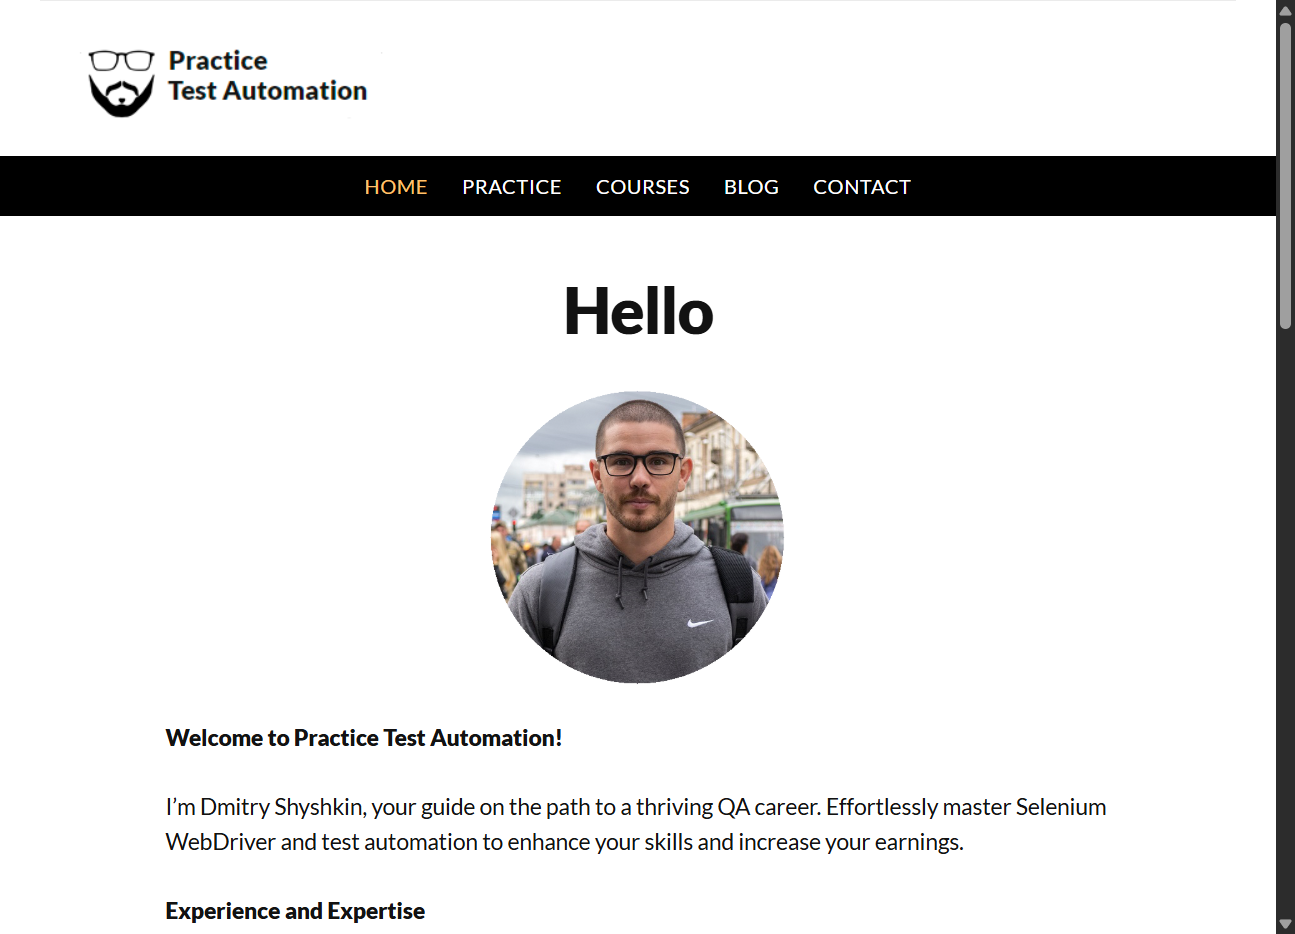 Practice
Test Automation
HOME PRACTICE COURSES BLOG CONTACT
Hello
Welcome to Practice Test Automation!
I’m Dmitry Shyshkin, your guide on the path to a thriving QA career. Effortlessly master Selenium
WebDriver and test automation to enhance your skills and increase your earnings.
Experience and Expertise